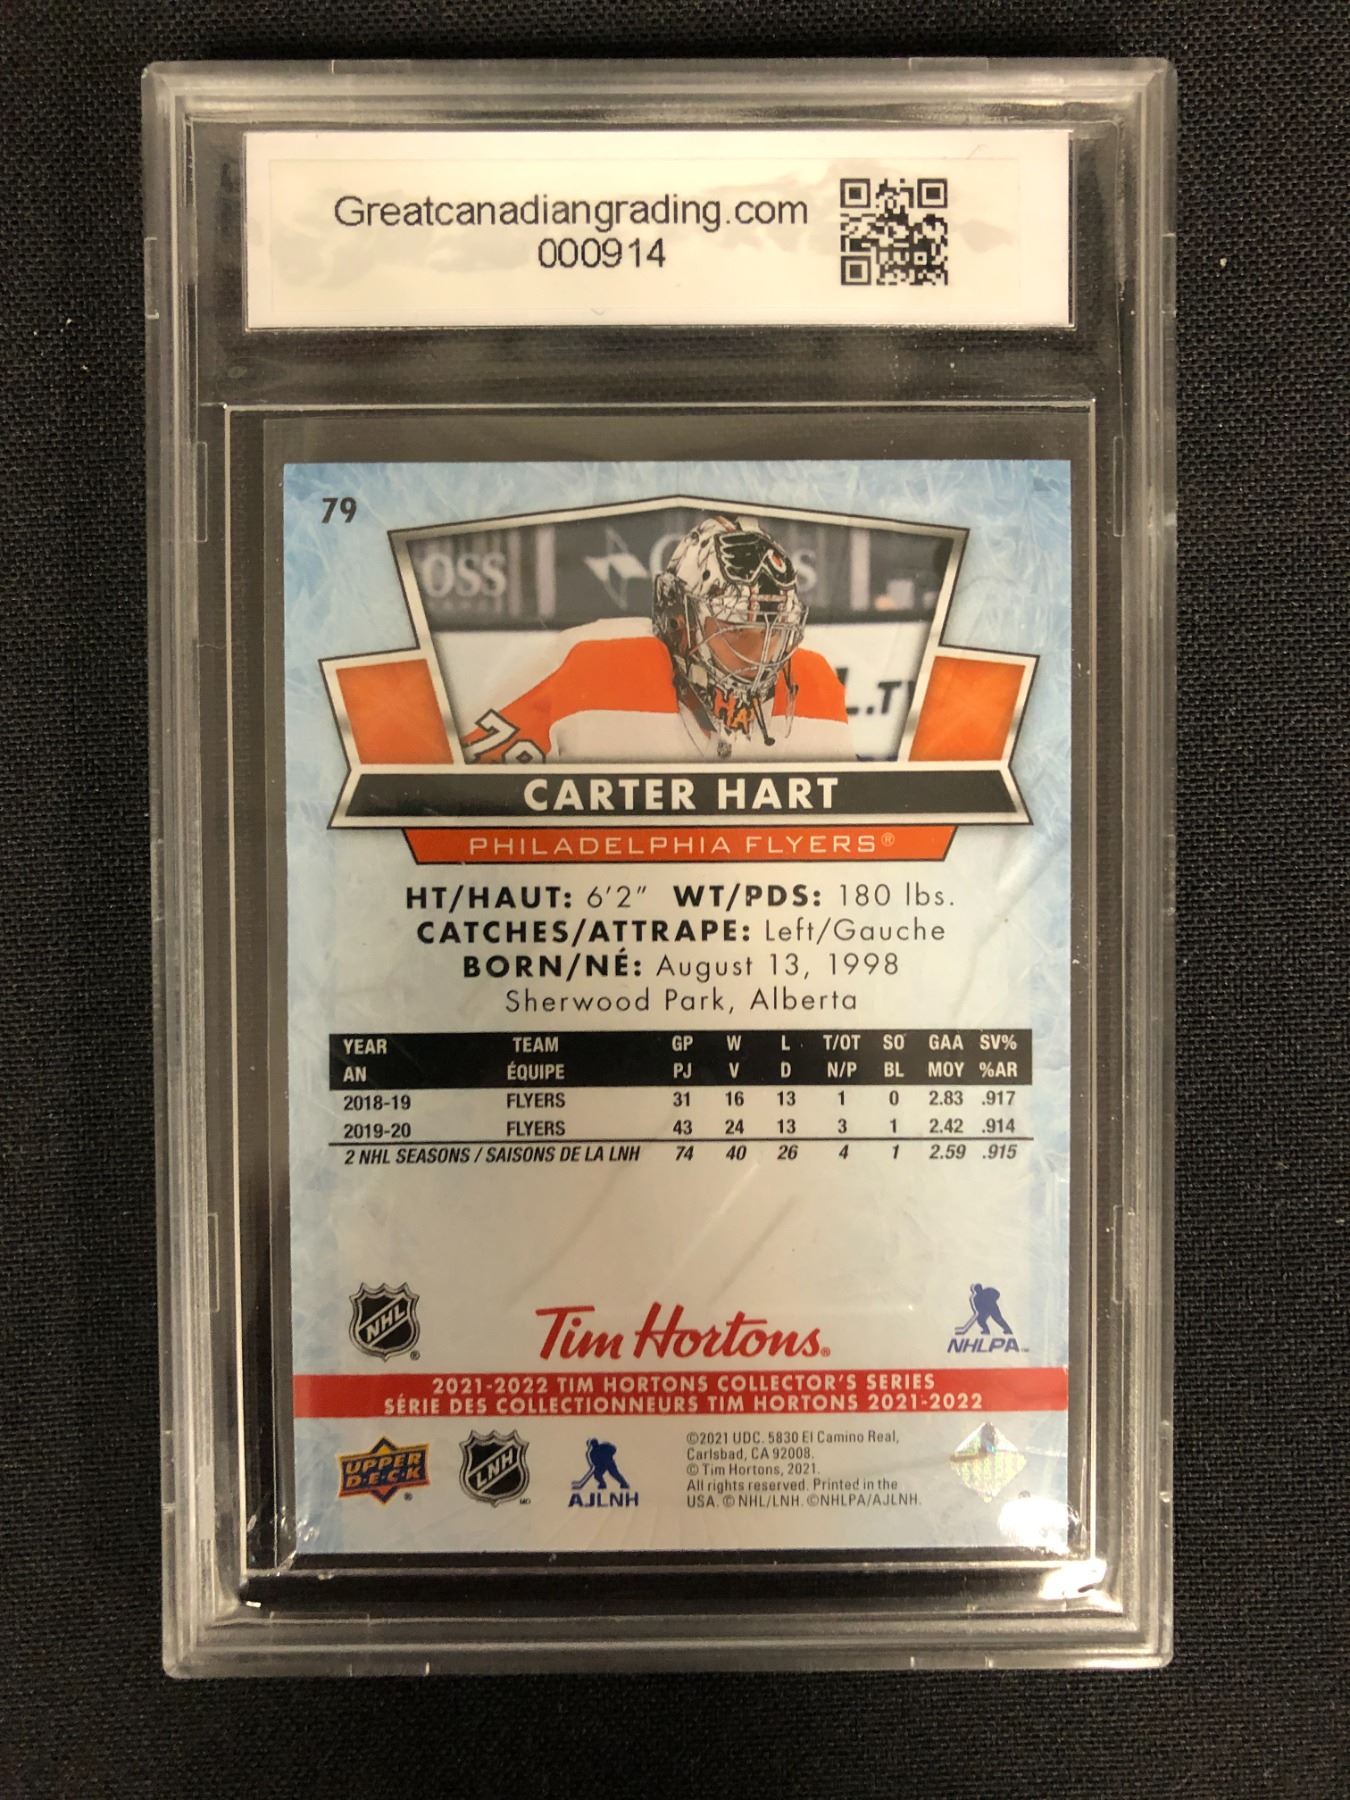 Greatcanadiangrading.com
000914
79
OSS
HART
79
CARTER HART
PHILADELPHIA FLYERS®
HT/HAUT: 6'2" WT/PDS: 180 lbs.
CATCHES/ATTRAPE: Left/Gauche
BORN/NÉ: August 13, 1998
Sherwood Park, Alberta
YEAR TEAM GP W L T/OT SO GAA SV%
AN ÉQUIPE PJ V D N/P BL MOY %AR
2018-19 FLYERS 31 16 13 1 0 2.83 .917
2019-20 FLYERS 43 24 13 3 1 2.42 .914
2 NHL SEASONS / SAISONS DE LA LNH 74 40 26 4 1 2.59 .915
NHL ®
Tim Hortons®
NHLPA™
2021-2022 TIM HORTONS COLLECTOR'S SERIES
SÉRIE DES COLLECTIONNEURS TIM HORTONS 2021-2022
UPPER DECK ®
LNH MD
AJLNH
©2021 UDC. 5830 El Camino Real,
Carlsbad, CA 92008.
© Tim Hortons, 2021.
All rights reserved. Printed in the
USA. © NHL/LNH. ©NHLPA/AJLNH.